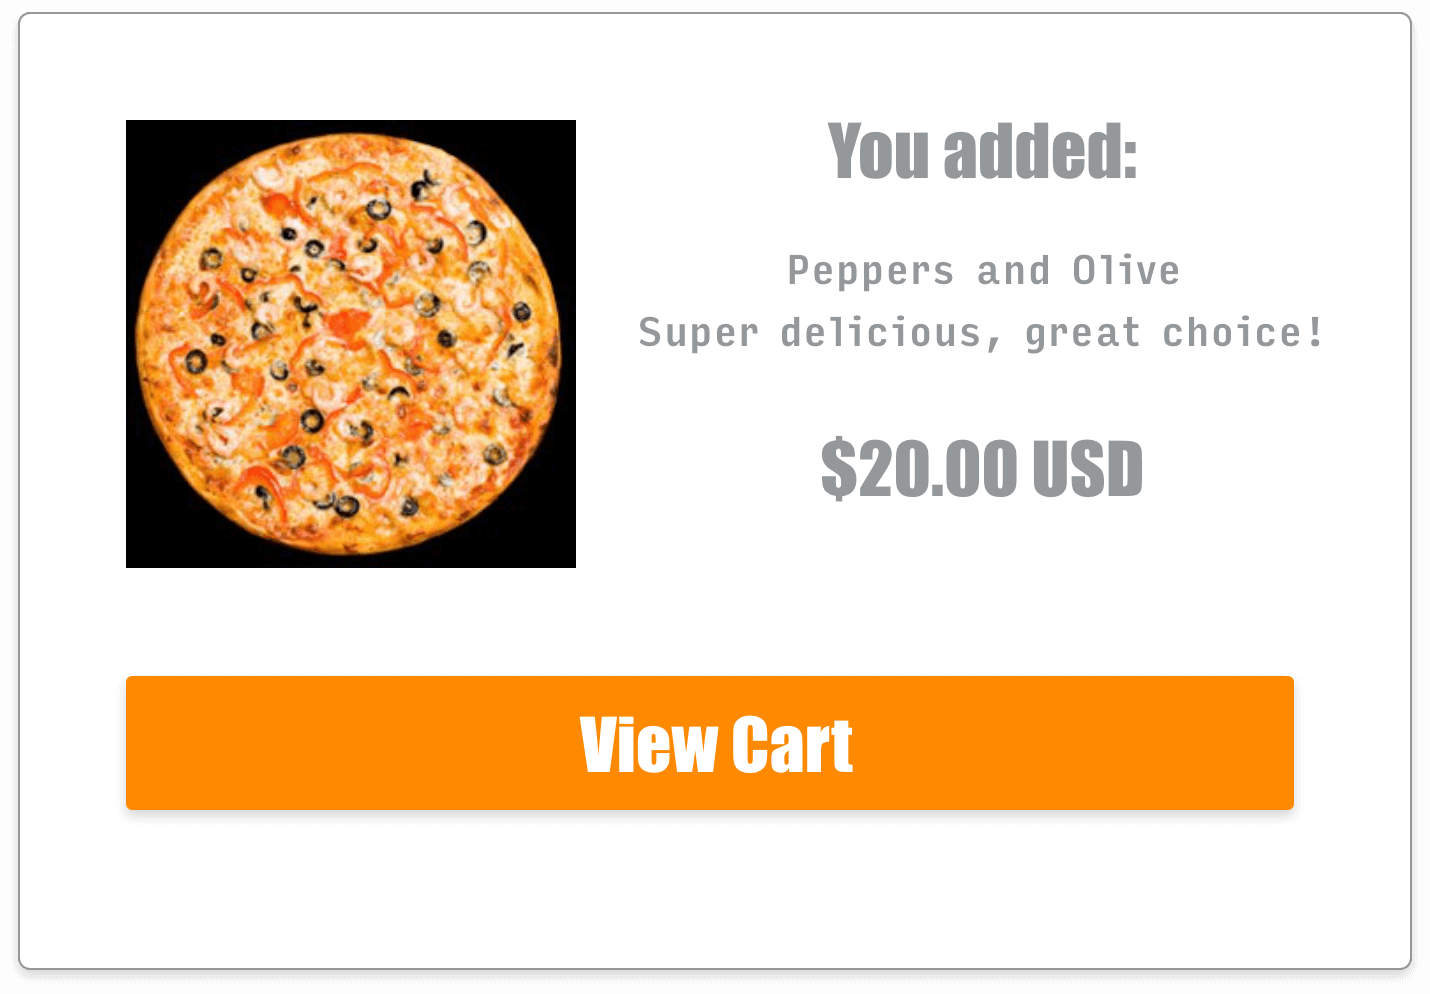 You added:
Peppers and Olive
Super delicious, great choice!
$20.00 USD
View Cart